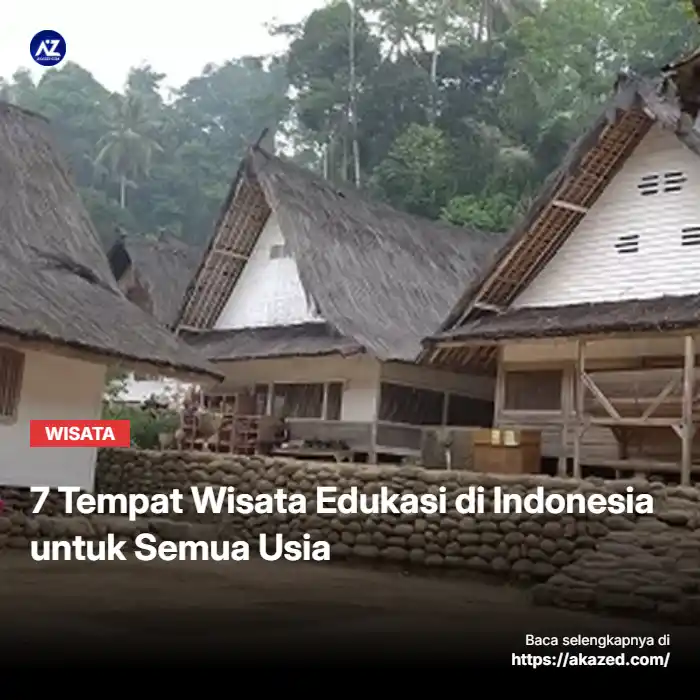 AZ
WISATA
7 Tempat Wisata Edukasi di Indonesia
untuk Semua Usia
Baca selengkapnya di
https://akazed.com/